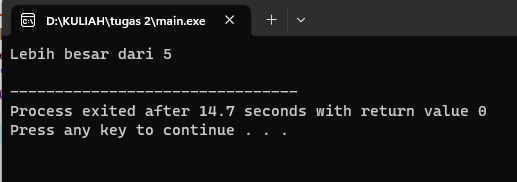 D:\KULIAH\tugas 2\main.exe
Lebih besar dari 5
--------------------------------
Process exited after 14.7 seconds with return value 0
Press any key to continue . . .